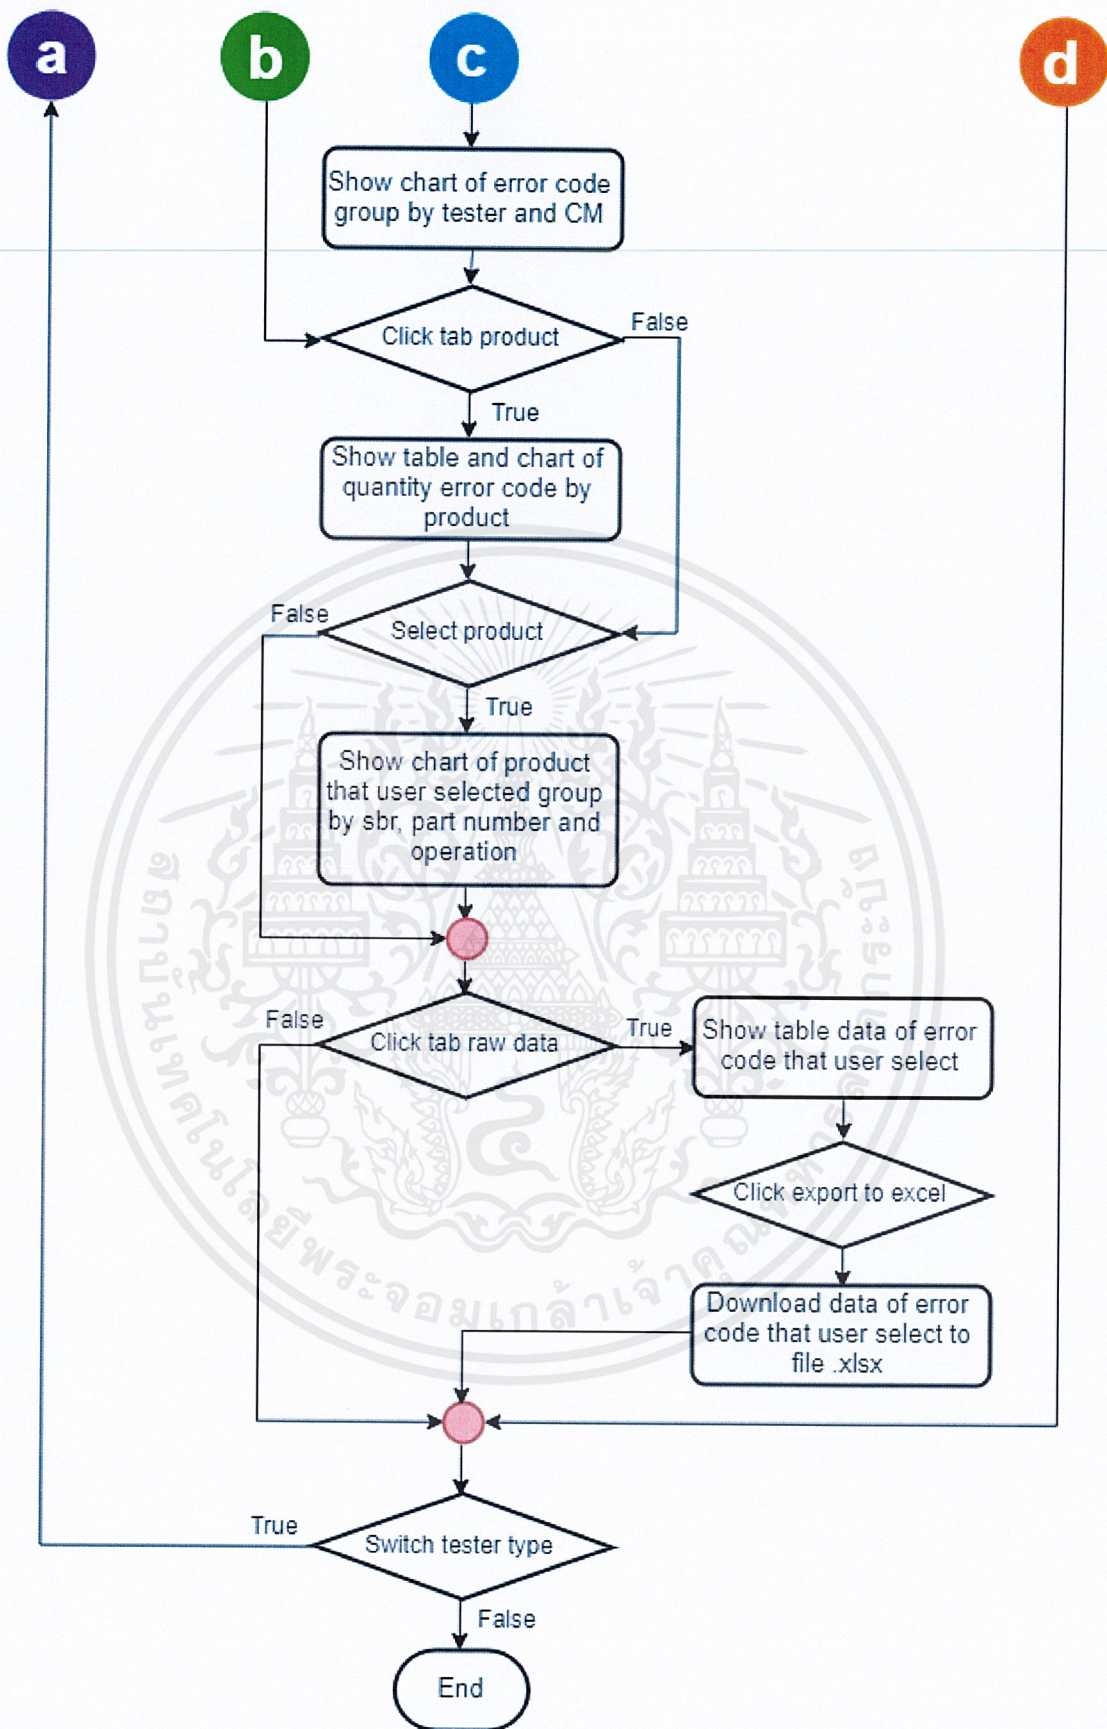 a
b
c
d
Show chart of error code
group by tester and CM
Click tab product
False
True
Show table and chart of
quantity error code by
product
False
Select product
True
Show chart of product
that user selected group
by sbr, part number and
operation
False
Click tab raw data
True
Show table data of error
code that user select
Click export to excel
Download data of error
code that user select to
file .xlsx
True
Switch tester type
False
End